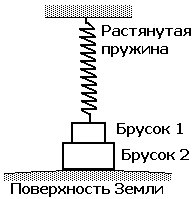 Растянутая
пружина
Брусок 1
Брусок 2
Поверхность Земли